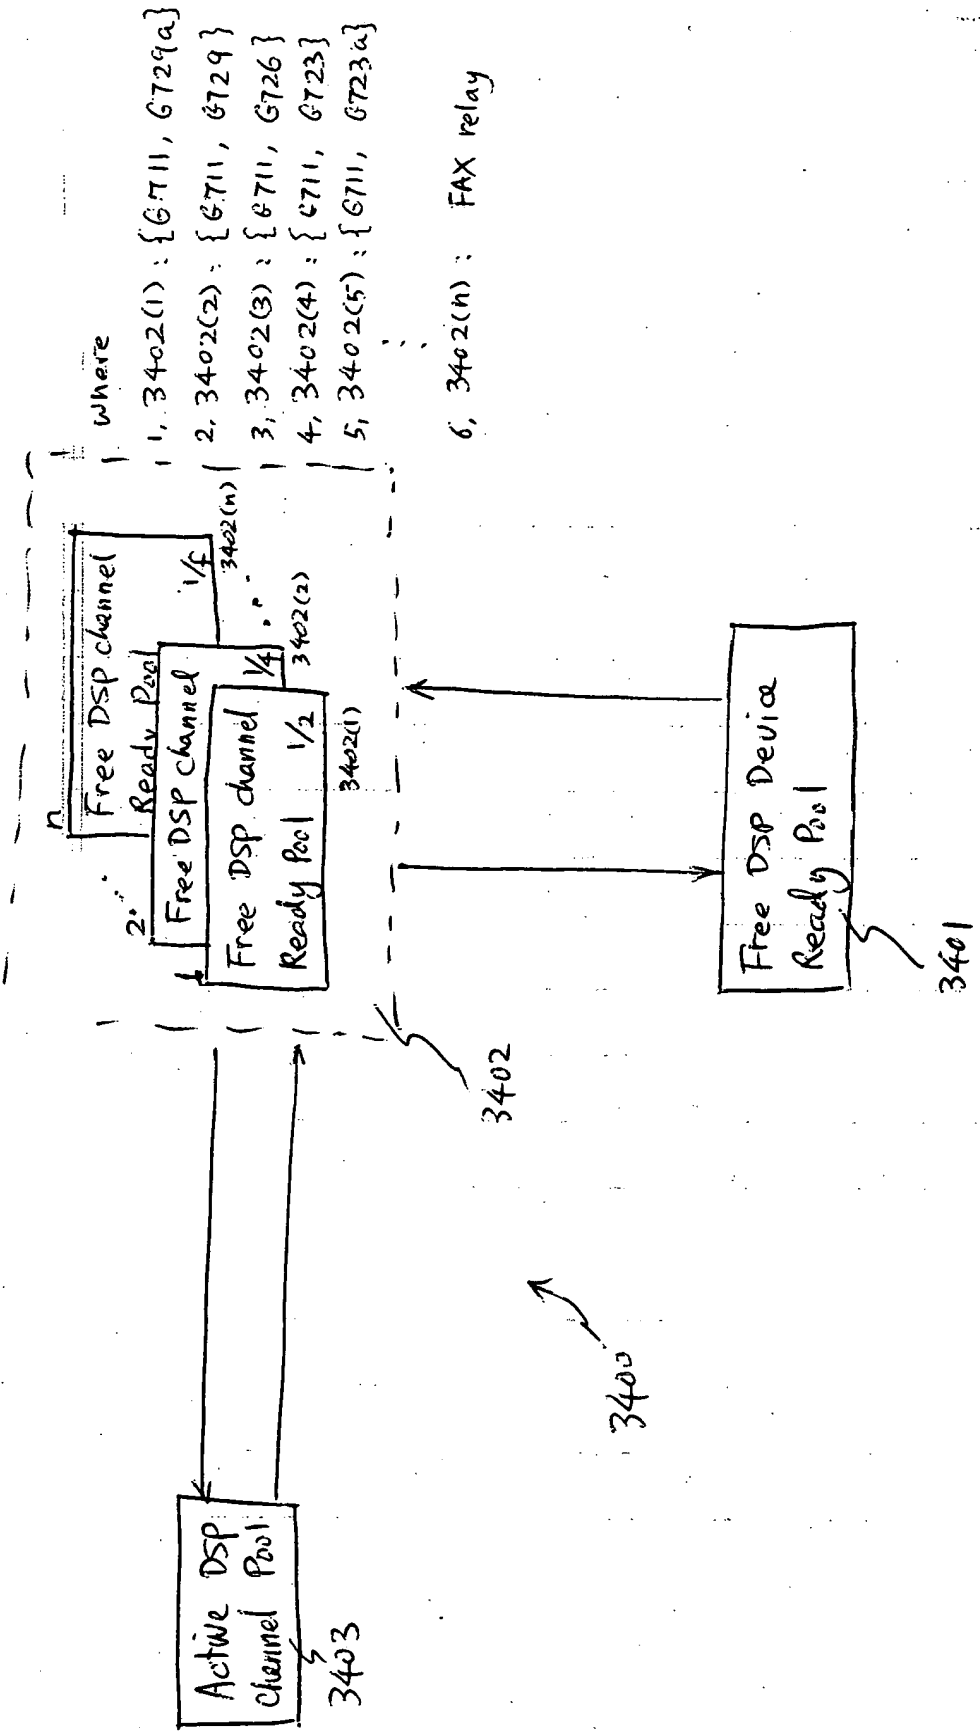 n
Free DSP channel
Ready Pool
1/4
3402(n)
2.
Free DSP channel
1/4
3402(2)
Free DSP channel
Ready Pool 1/2
3402(1)
where
1, 3402(1) : {G711, G729a}
2, 3402(2) : {G711, G729}
3, 3402(3) : {G711, G726}
4, 3402(4) : {G711, G723}
5, 3402(5) : {G711, G723a}
6, 3402(n) : FAX relay
Active DSP
Channel Pool
3403
3402
Free DSP Device
Ready Pool
3401
3400